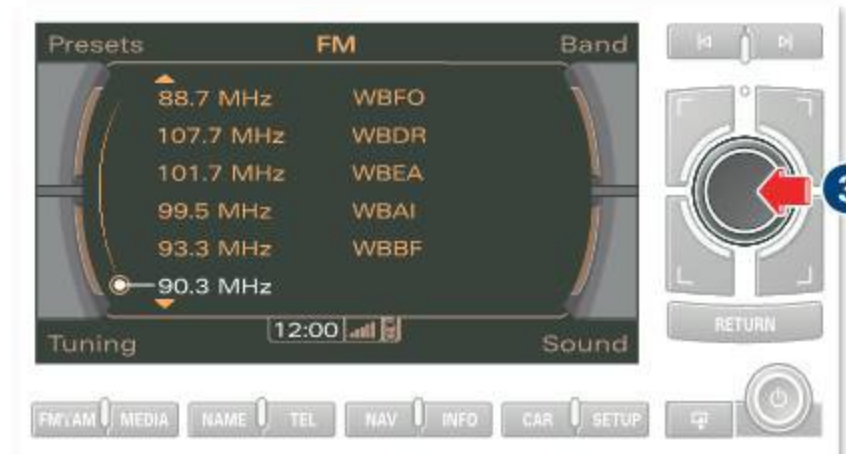 Presets FM Band
88.7 MHz WBFO
107.7 MHz WBDR
101.7 MHz WBEA
99.5 MHz WBAI
93.3 MHz WBBF
90.3 MHz
3
12:00
RETURN
Tuning Sound
FM/AM MEDIA NAME TEL NAV INFO CAR SETUP